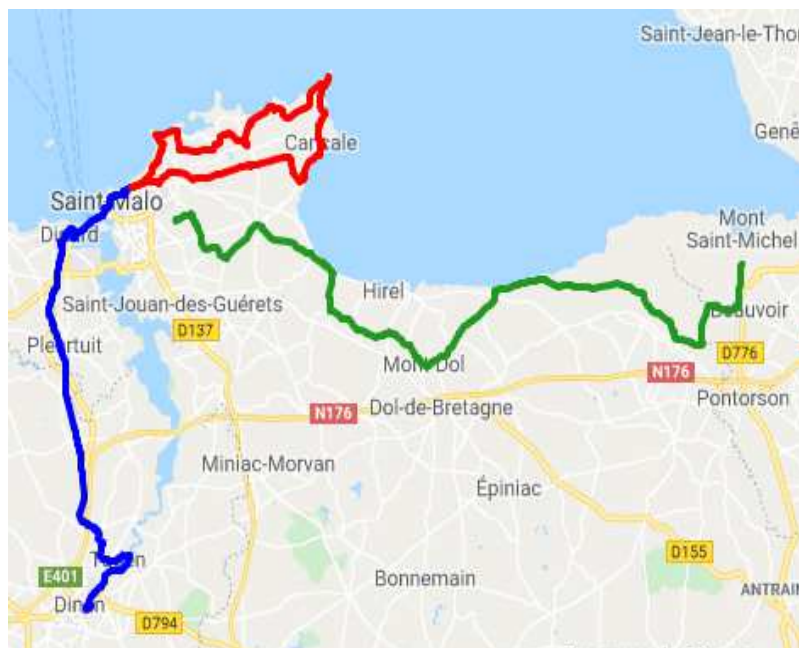 Saint-Jean-le-Tho
Genê
Cancale
Saint-Malo
Dinard
Mont
Saint-Michel
Hirel
Saint-Jouan-des-Guérets
Beauvoir
D137
Pleurtuit
Mont-Dol
D776
N176
Pontorson
Dol-de-Bretagne
N176
Miniac-Morvan
Épiniac
D155
Taden
E401
Bonnemain
ANTRAIN
Dinan
D794